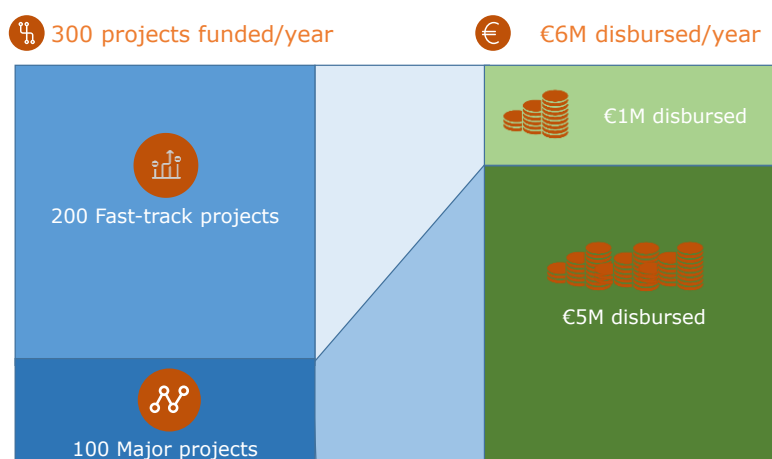 300 projects funded/year
€6M disbursed/year
€1M disbursed
200 Fast-track projects
€5M disbursed
100 Major projects